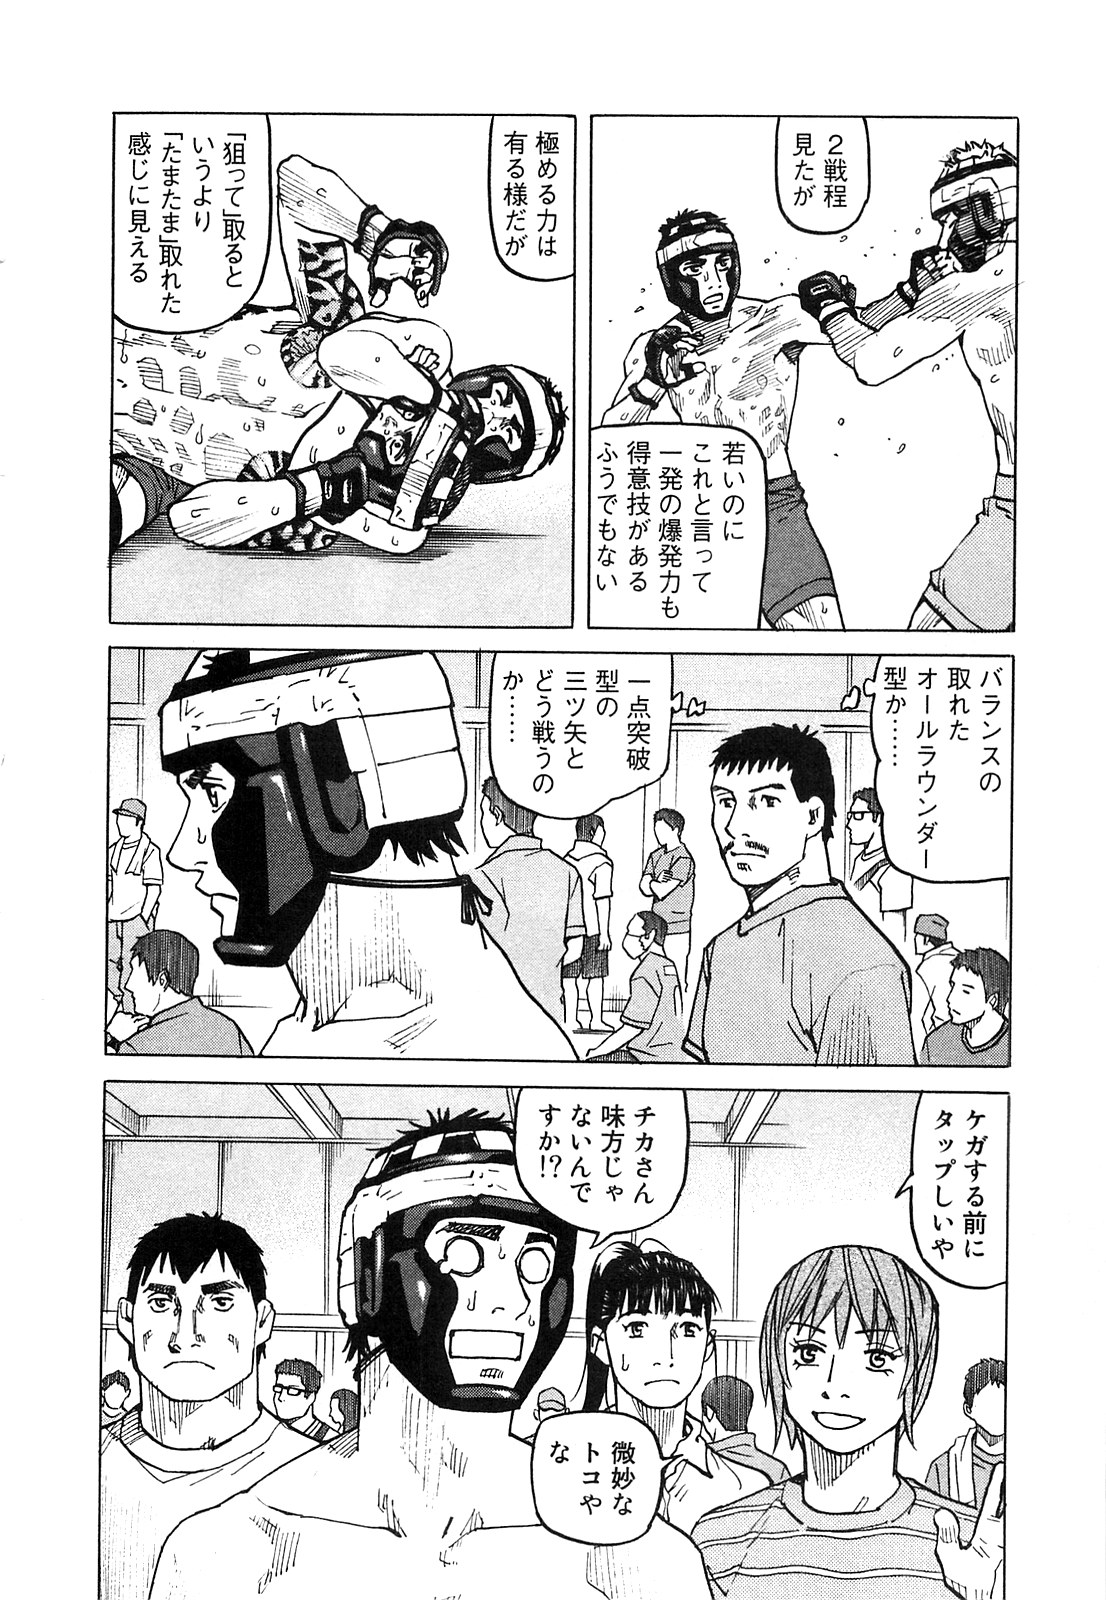 ２戦程
見たが
若いのに
これと言って
一発の爆発力も
得意技がある
ふうでもない
極める力は
有る様だが
「狙って」取ると
いうより
「たまたま」取れた
感じに見える
バランスの
取れた
オールラウンダー
型か……
一点突破
型の
三ツ矢と
どう戦うの
か……
ケガする前に
タップしいや
チカさん
味方じゃ
ないんで
すか!?
微妙な
トコや
な